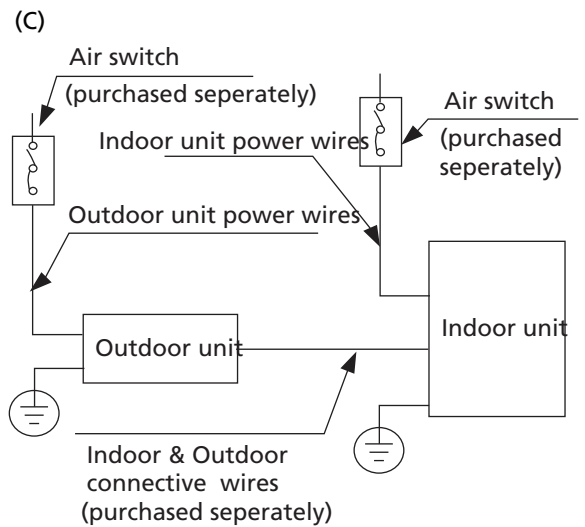 (C)
Air switch
(purchased seperately)
Air switch
(purchased
seperately)
Indoor unit power wires
Outdoor unit power wires
Indoor unit
Outdoor unit
Indoor & Outdoor
connective wires
(purchased seperately)